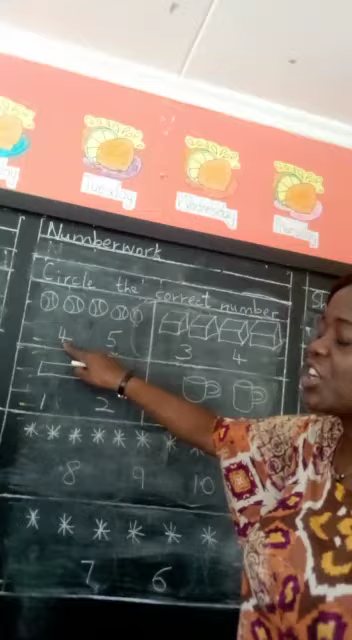 Tuesday
Wednesday
Thursday
Numberwork
Circle the correct number
4 5
3 4
1 2
8 9 10
7 6